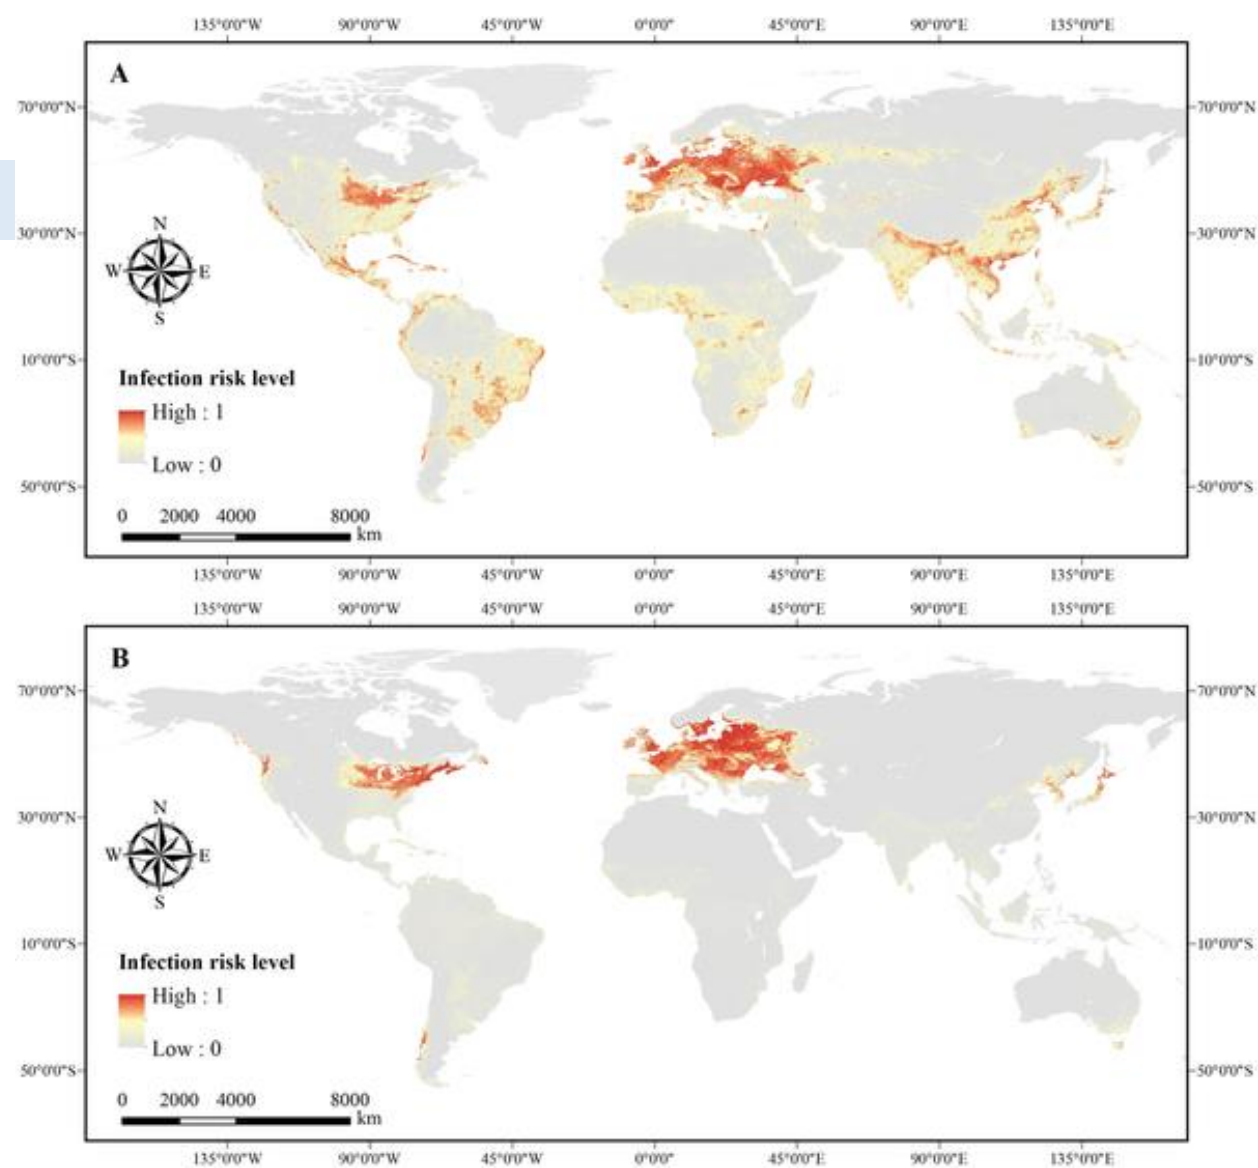 135°0'0"W 90°0'0"W 45°0'0"W 0°0'0" 45°0'0"E 90°0'0"E 135°0'0"E
A
70°0'0"N 70°0'0"N
N
30°0'0"N 30°0'0"N
W E
S
10°0'0"S 10°0'0"S
Infection risk level
High : 1
Low : 0
50°0'0"S 50°0'0"S
0 2000 4000 8000
km
135°0'0"W 90°0'0"W 45°0'0"W 0°0'0" 45°0'0"E 90°0'0"E 135°0'0"E
135°0'0"W 90°0'0"W 45°0'0"W 0°0'0" 45°0'0"E 90°0'0"E 135°0'0"E
B
70°0'0"N 70°0'0"N
N
30°0'0"N 30°0'0"N
W E
S
10°0'0"S 10°0'0"S
Infection risk level
High : 1
Low : 0
50°0'0"S 50°0'0"S
0 2000 4000 8000
km
135°0'0"W 90°0'0"W 45°0'0"W 0°0'0" 45°0'0"E 90°0'0"E 135°0'0"E